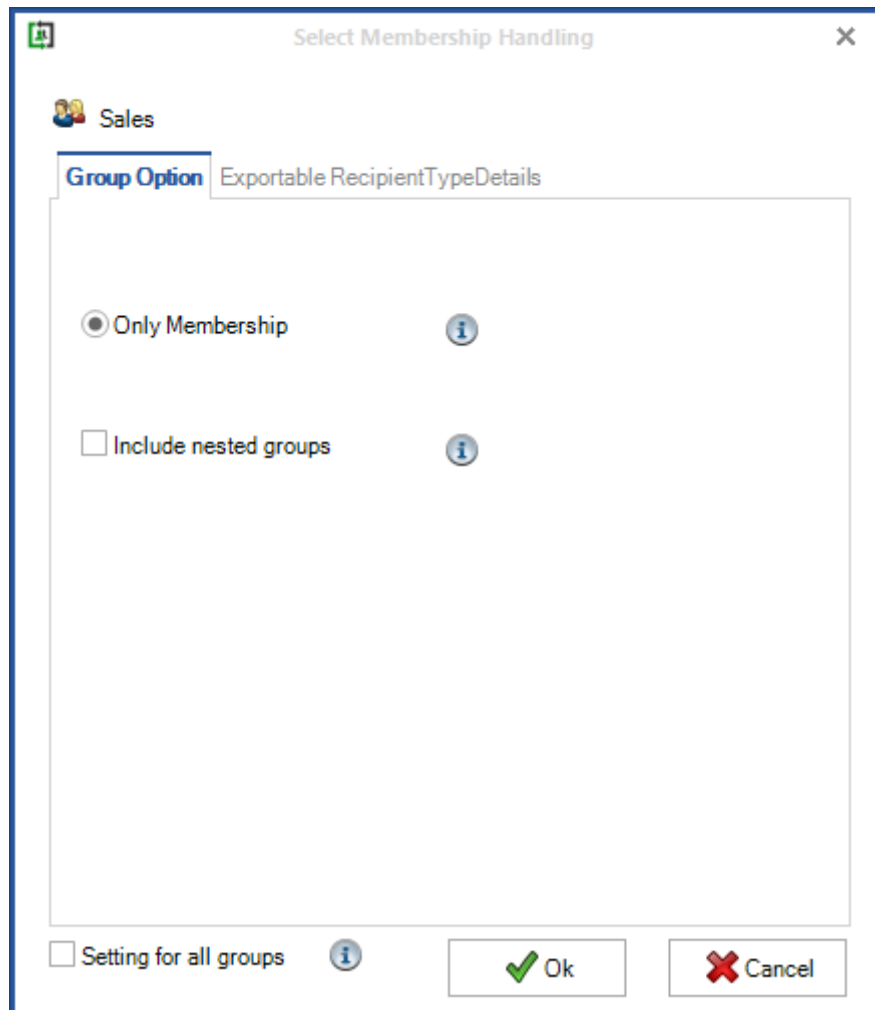 Select Membership Handling
Sales
Group Option Exportable RecipientTypeDetails
Only Membership
Include nested groups
Setting for all groups Ok Cancel